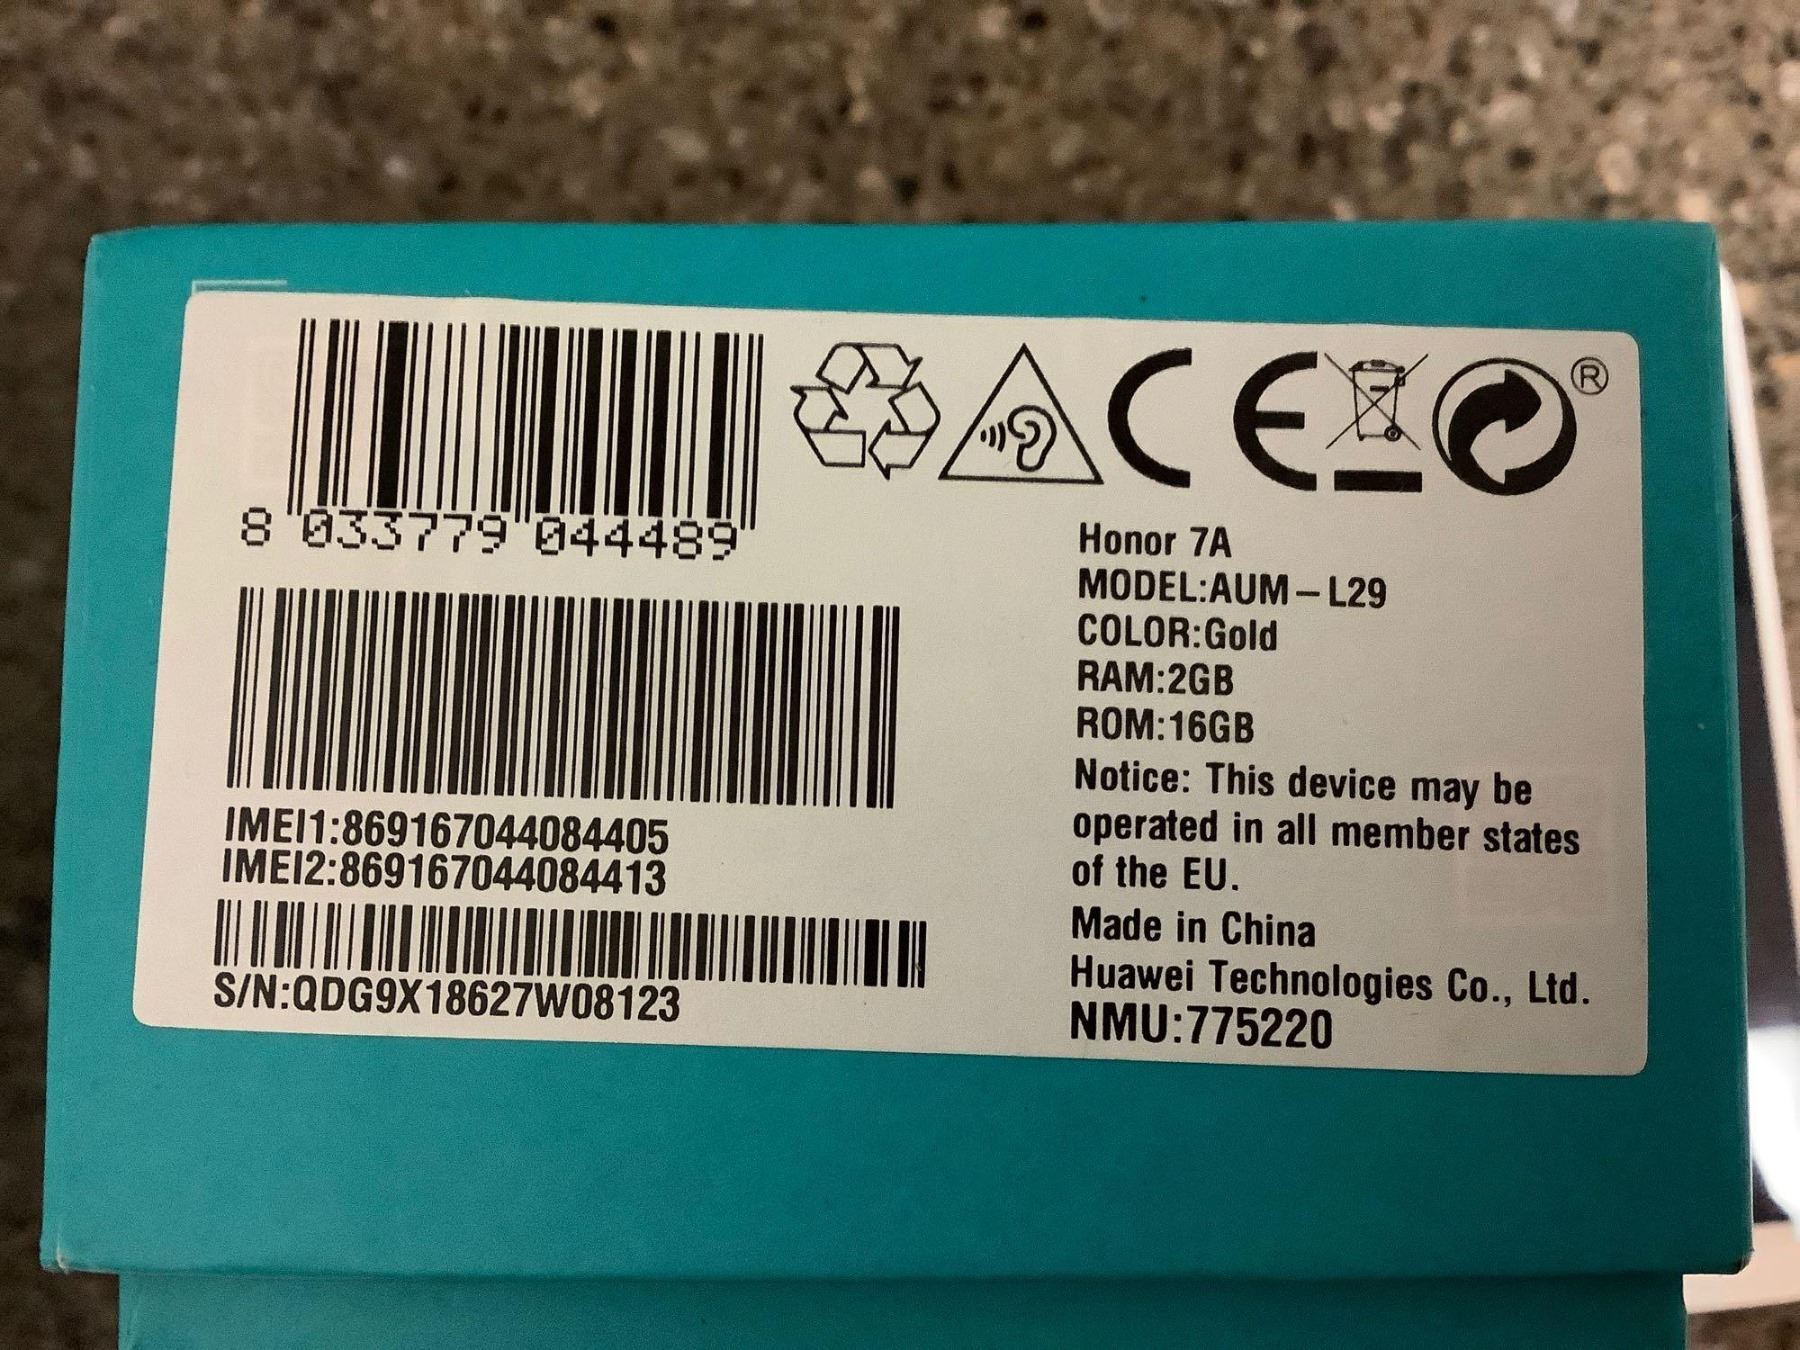 8 033779 044489
IMEI1:869167044084405
IMEI2:869167044084413
S/N:QDG9X18627W08123
CE
®
Honor 7A
MODEL:AUM-L29
COLOR:Gold
RAM:2GB
ROM:16GB
Notice: This device may be
operated in all member states
of the EU.
Made in China
Huawei Technologies Co., Ltd.
NMU:775220